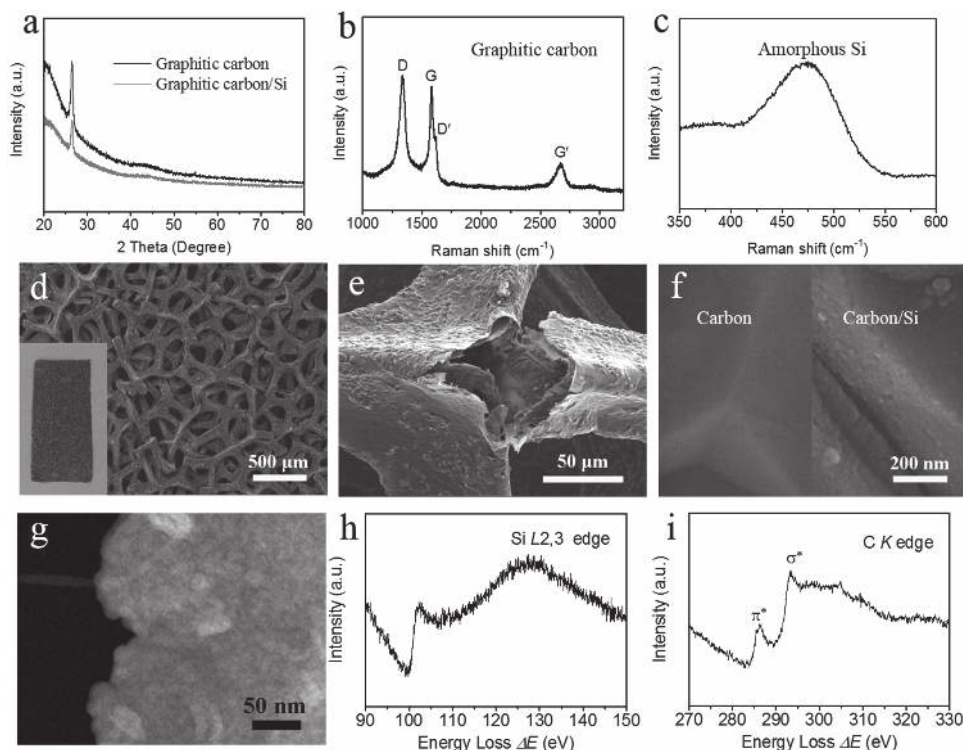 a
Graphitic carbon
Graphitic carbon/Si
Intensity (a.u.)
20 30 40 50 60 70 80
2 Theta (Degree)
b
Graphitic carbon
D
G
D'
G'
Intensity (a.u.)
1000 1500 2000 2500 3000
Raman shift (cm⁻¹)
c
Amorphous Si
Intensity (a.u.)
350 400 450 500 550 600
Raman shift (cm⁻¹)
d
500 µm
e
50 µm
f
Carbon
Carbon/Si
200 nm
g
50 nm
h
Si L2,3 edge
Intensity (a.u.)
90 100 110 120 130 140 150
Energy Loss ΔE (eV)
i
C K edge
σ*
π*
Intensity (a.u.)
270 280 290 300 310 320 330
Energy Loss ΔE (eV)